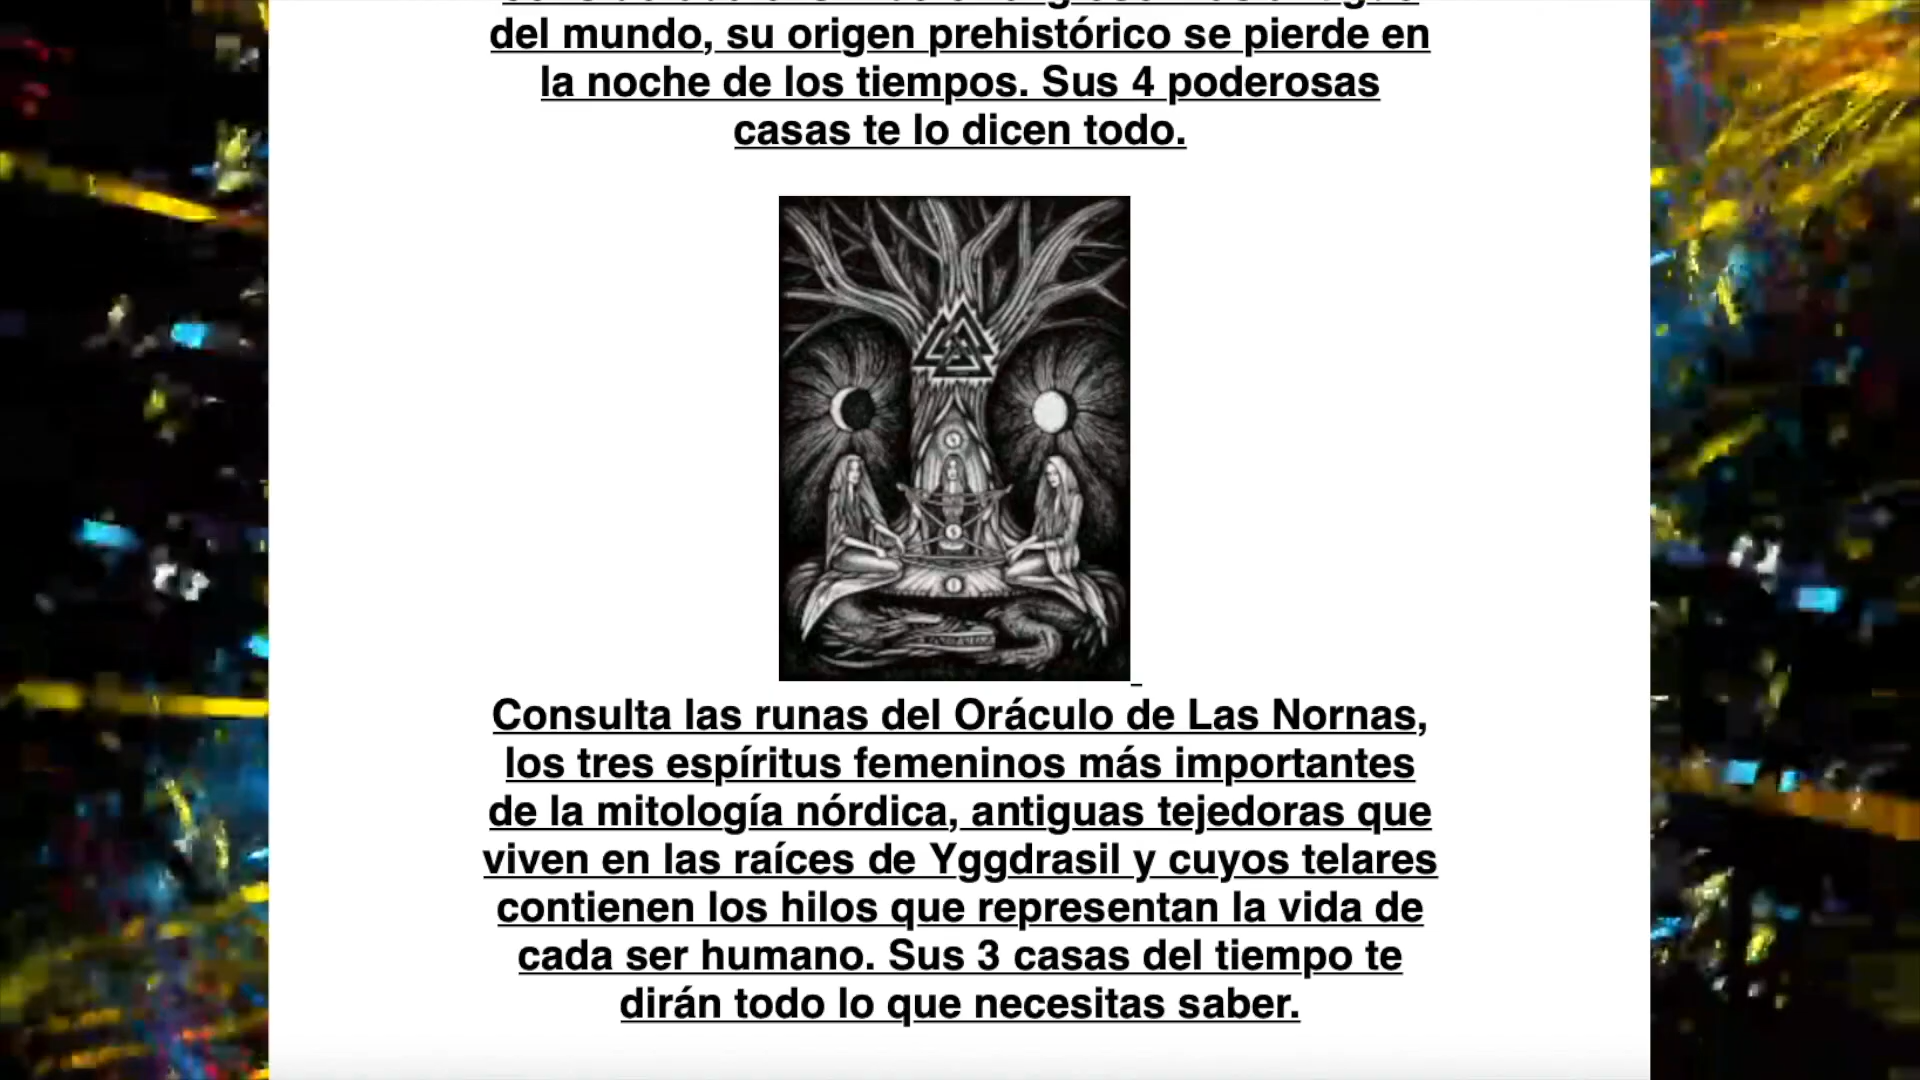 del mundo, su origen prehistórico se pierde en
la noche de los tiempos. Sus 4 poderosas
casas te lo dicen todo.
Consulta las runas del Oráculo de Las Nornas,
los tres espíritus femeninos más importantes
de la mitología nórdica, antiguas tejedoras que
viven en las raíces de Yggdrasil y cuyos telares
contienen los hilos que representan la vida de
cada ser humano. Sus 3 casas del tiempo te
dirán todo lo que necesitas saber.